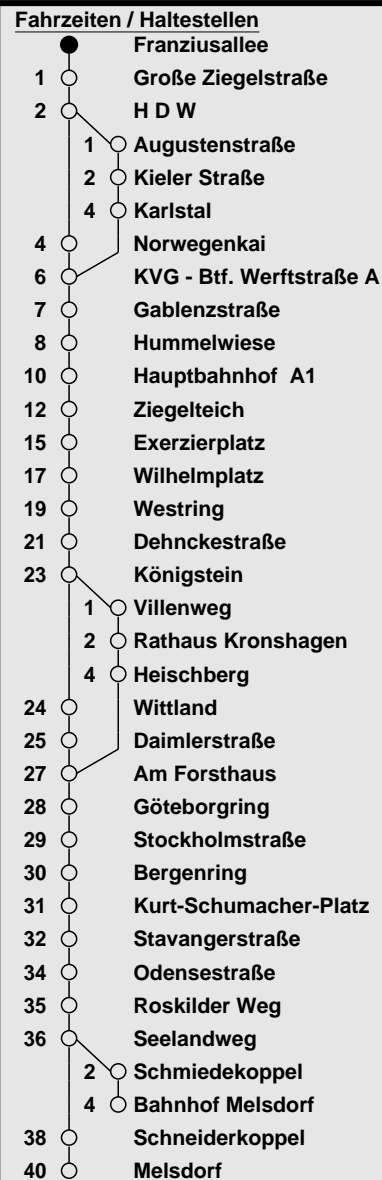 Fahrzeiten / Haltestellen
Franziusallee
1 Große Ziegelstraße
2 H D W
1 Augustenstraße
2 Kieler Straße
4 Karlstal
4 Norwegenkai
6 KVG - Btf. Werftstraße A
7 Gablenzstraße
8 Hummelwiese
10 Hauptbahnhof A1
12 Ziegelteich
15 Exerzierplatz
17 Wilhelmplatz
19 Westring
21 Dehnckestraße
23 Königstein
1 Villenweg
2 Rathaus Kronshagen
4 Heischberg
24 Wittland
25 Daimlerstraße
27 Am Forsthaus
28 Göteborgring
29 Stockholmstraße
30 Bergenring
31 Kurt-Schumacher-Platz
32 Stavangerstraße
34 Odensestraße
35 Roskilder Weg
36 Seelandweg
2 Schmiedekoppel
4 Bahnhof Melsdorf
38 Schneiderkoppel
40 Melsdorf